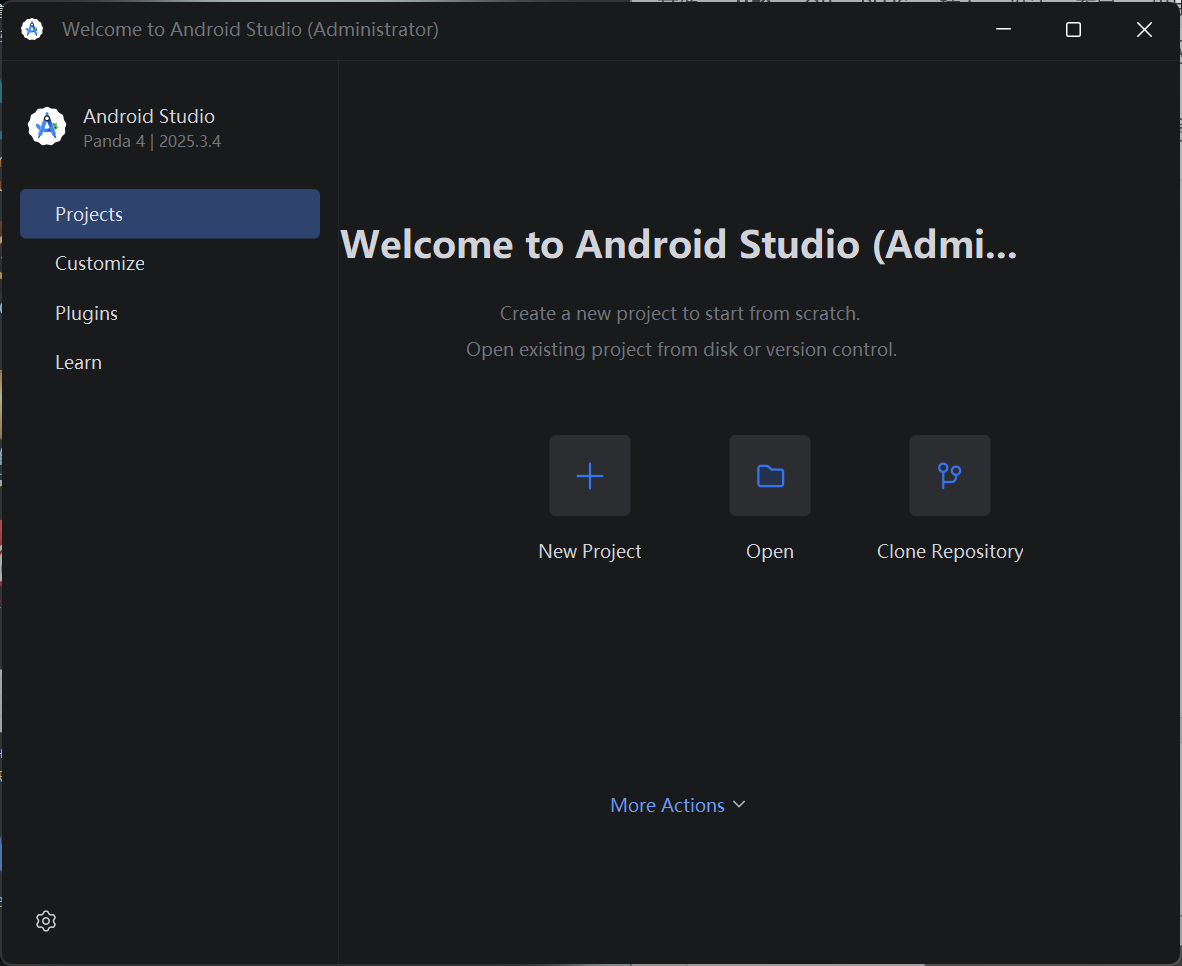 Welcome to Android Studio (Administrator)
Android Studio
Panda 4 | 2025.3.4
Projects
Customize
Plugins
Learn
Welcome to Android Studio (Admi...
Create a new project to start from scratch.
Open existing project from disk or version control.
New Project
Open
Clone Repository
More Actions